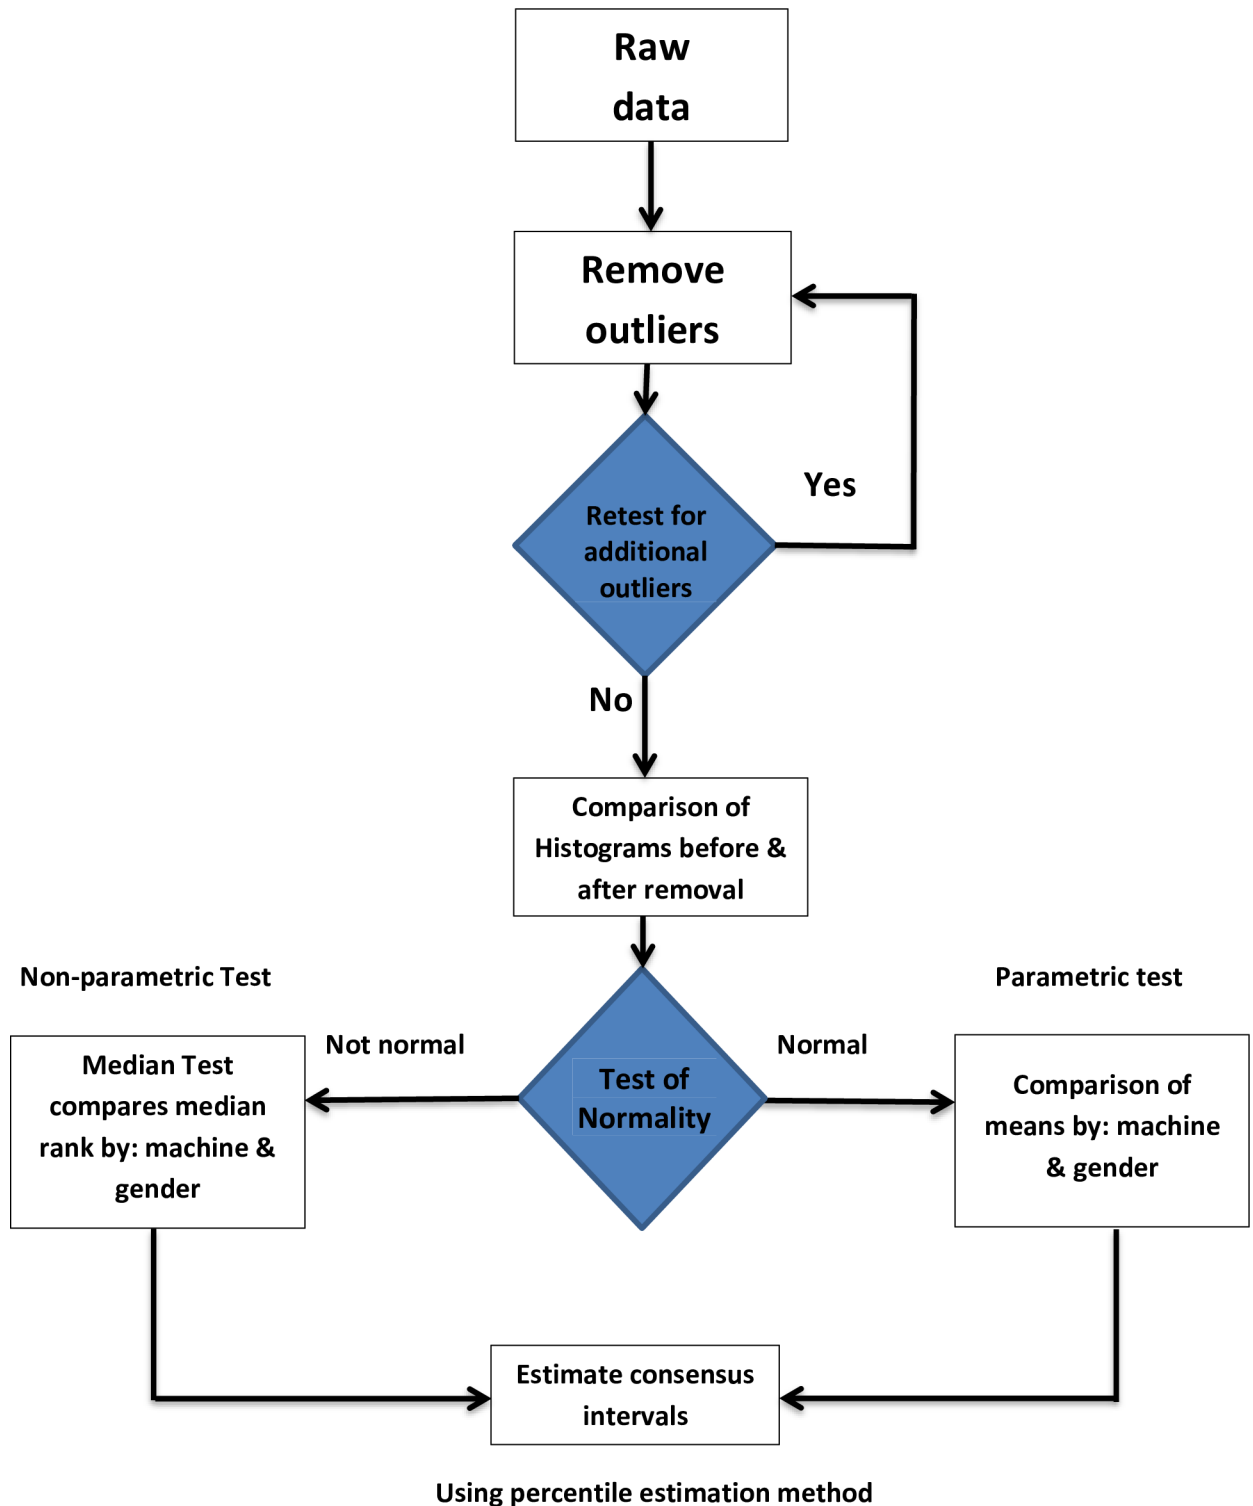 Raw
data
Remove
outliers
Yes
Retest for
additional
outliers
No
Comparison of
Histograms before &
after removal
Non-parametric Test
Parametric test
Not normal
Normal
Median Test
compares median
rank by: machine &
gender
Test of
Normality
Comparison of
means by: machine
& gender
Estimate consensus
intervals
Using percentile estimation method